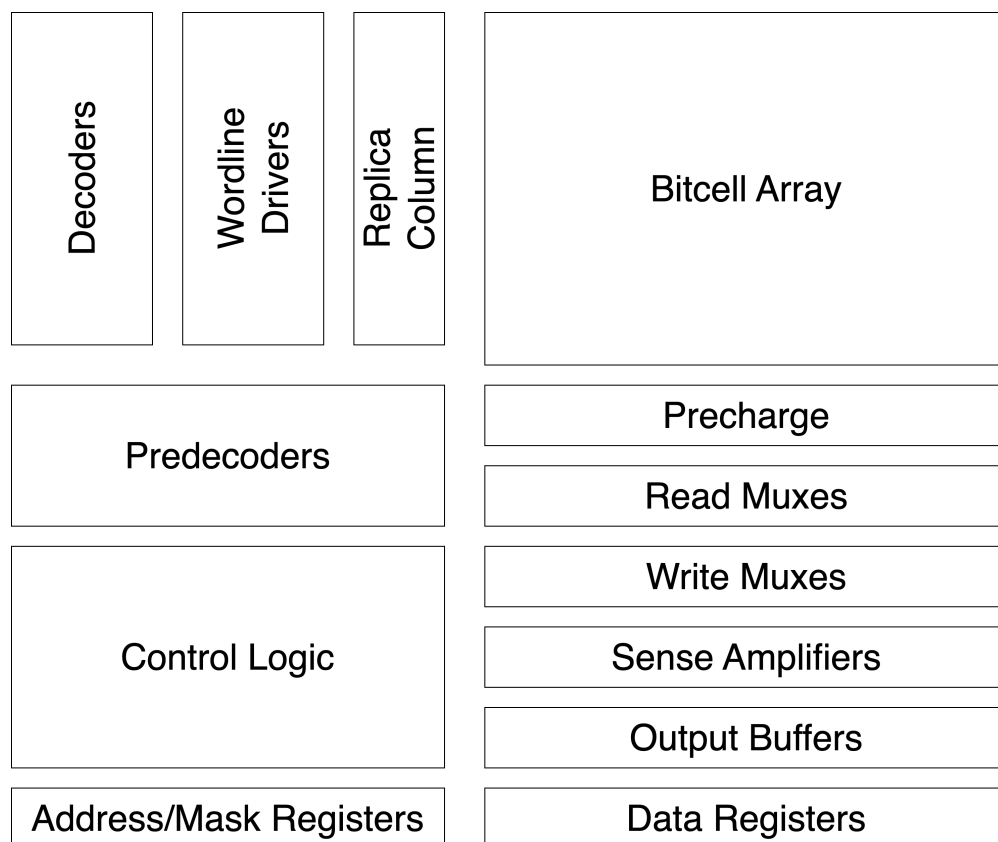 Decoders
Wordline
Drivers
Replica
Column
Bitcell Array
Predecoders
Precharge
Read Muxes
Control Logic
Write Muxes
Sense Amplifiers
Output Buffers
Address/Mask Registers
Data Registers